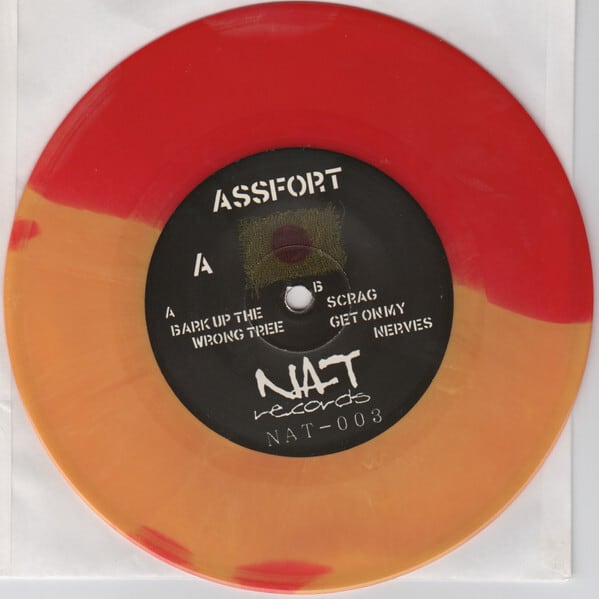 ASSFORT
A
A
BARK UP THE
WRONG TREE
B
SCRAG
GET ON MY
NERVES
NAT
records
NAT-003